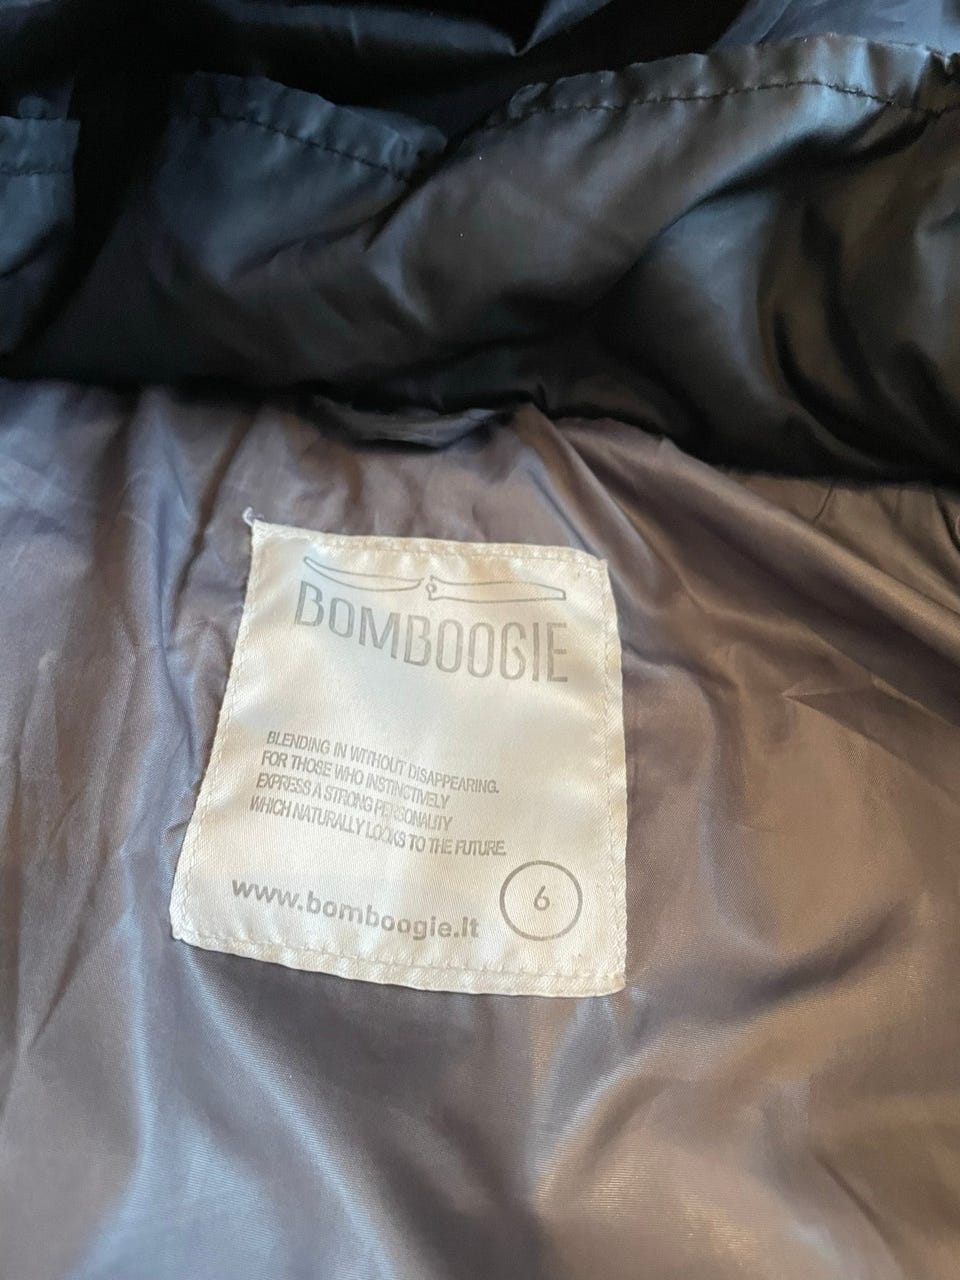 BOMBOOGIE
BLENDING IN WITHOUT DISAPPEARING.
FOR THOSE WHO INSTINCTIVELY
EXPRESS A STRONG PERSONALITY
WHICH NATURALLY LOOKS TO THE FUTURE.
www.bomboogie.It
6